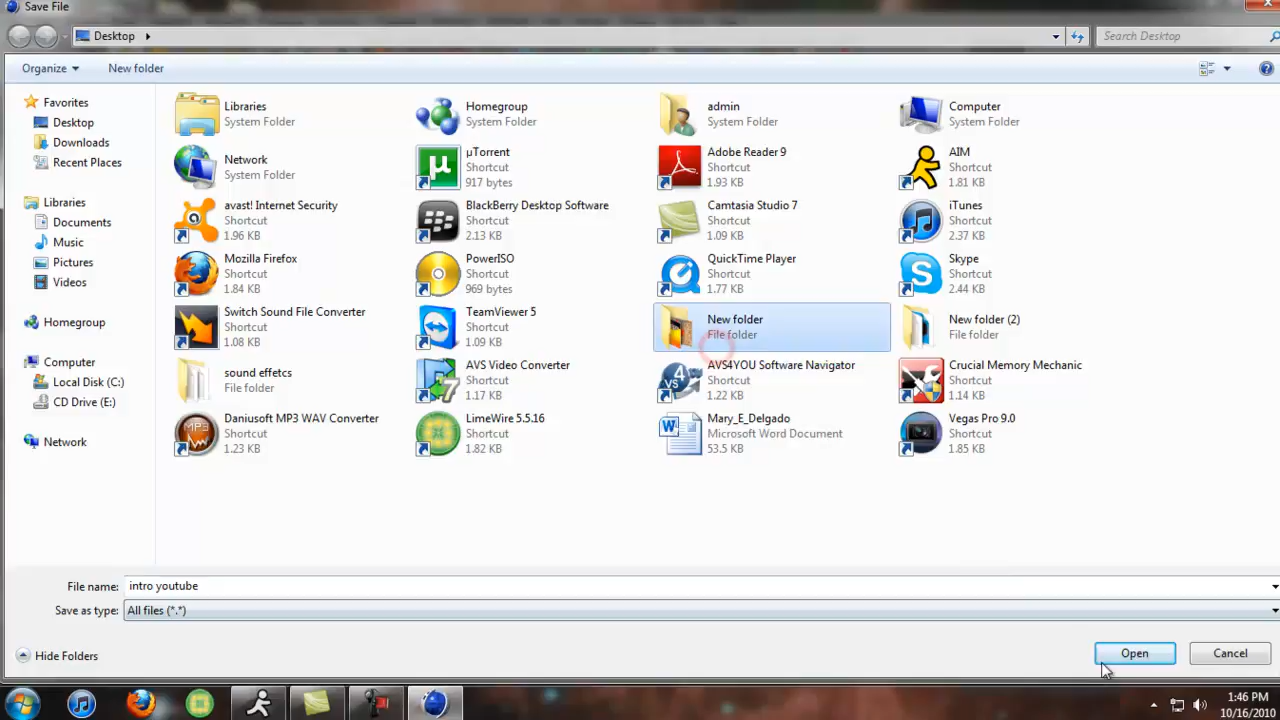 Save File
Desktop
Search Desktop
Organize
New folder
Favorites
Desktop
Downloads
Recent Places
Libraries
Documents
Music
Pictures
Videos
Homegroup
Computer
Local Disk (C:)
CD Drive (E:)
Network
Libraries
System Folder
Homegroup
System Folder
admin
System Folder
Computer
System Folder
Network
System Folder
µTorrent
Shortcut
917 bytes
Adobe Reader 9
Shortcut
1.93 KB
AIM
Shortcut
1.81 KB
avast! Internet Security
Shortcut
1.96 KB
BlackBerry Desktop Software
Shortcut
2.13 KB
Camtasia Studio 7
Shortcut
1.09 KB
iTunes
Shortcut
2.37 KB
Mozilla Firefox
Shortcut
1.84 KB
PowerISO
Shortcut
969 bytes
QuickTime Player
Shortcut
1.77 KB
Skype
Shortcut
2.44 KB
Switch Sound File Converter
Shortcut
1.08 KB
TeamViewer 5
Shortcut
1.09 KB
New folder
File folder
New folder (2)
File folder
sound effetcs
File folder
AVS Video Converter
Shortcut
1.17 KB
AVS4YOU Software Navigator
Shortcut
1.22 KB
Crucial Memory Mechanic
Shortcut
1.14 KB
Daniusoft MP3 WAV Converter
Shortcut
1.23 KB
LimeWire 5.5.16
Shortcut
1.82 KB
Mary_E_Delgado
Microsoft Word Document
53.5 KB
Vegas Pro 9.0
Shortcut
1.85 KB
File name: intro youtube
Save as type: All files (*.*)
Hide Folders
Open
Cancel
1:46 PM
10/16/2010